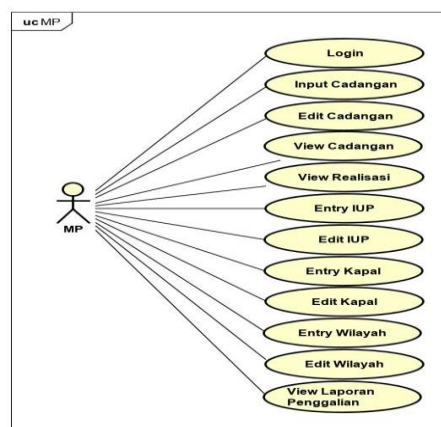 uc MP
Login
Input Cadangan
Edit Cadangan
View Cadangan
View Realisasi
Entry IUP
Edit IUP
Entry Kapal
Edit Kapal
Entry Wilayah
Edit Wilayah
View Laporan
Penggalian
MP